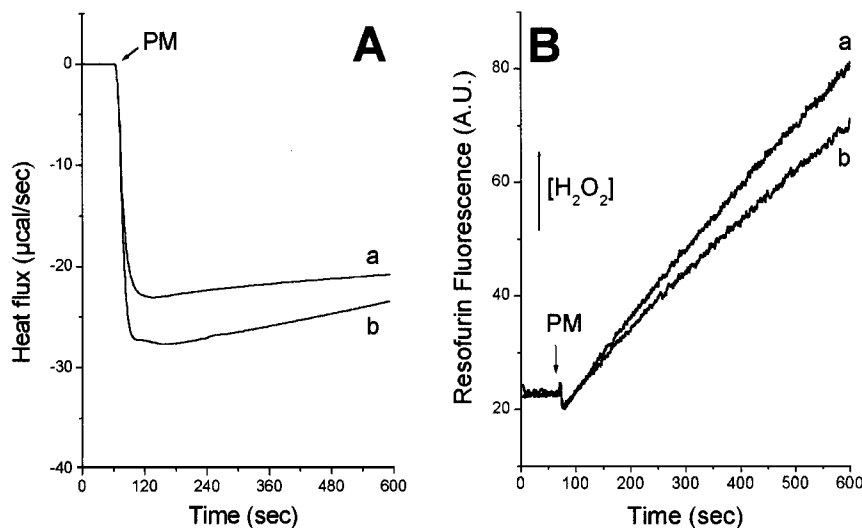 A
PM
a
b
0
-10
-20
-30
-40
Heat flux (µcal/sec)
0 120 240 360 480 600
Time (sec)
B
a
b
[H₂O₂]
PM
80
60
40
20
Resofurin Fluorescence (A.U.)
0 100 200 300 400 500 600
Time (sec)